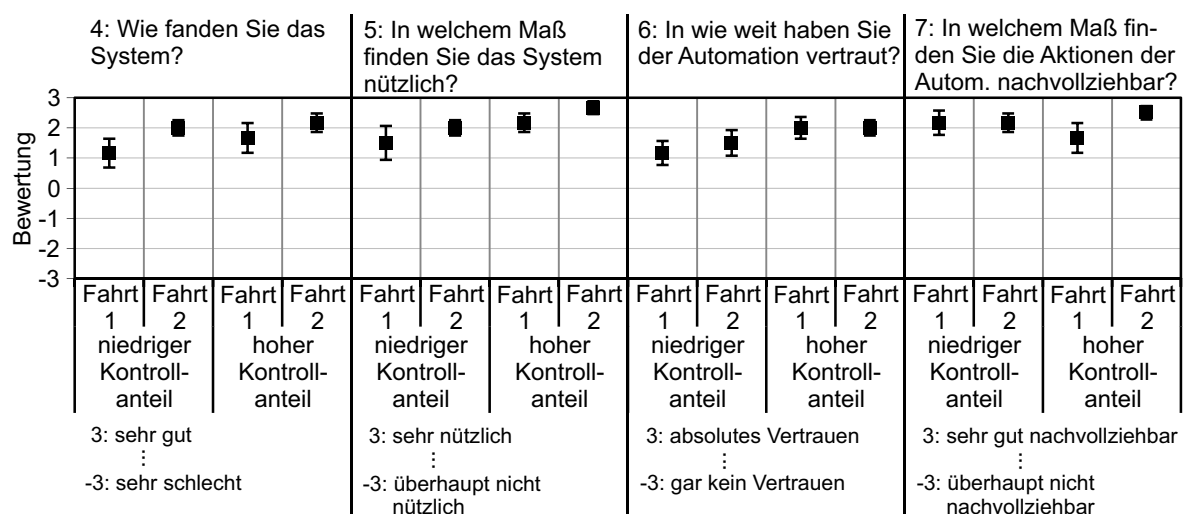 4: Wie fanden Sie das
System?
5: In welchem Maß
finden Sie das System
nützlich?
6: In wie weit haben Sie
der Automation vertraut?
7: In welchem Maß fin-
den Sie die Aktionen der
Autom. nachvollziehbar?
Bewertung
3
2
1
0
-1
-2
-3
Fahrt Fahrt Fahrt Fahrt Fahrt Fahrt Fahrt Fahrt Fahrt Fahrt Fahrt Fahrt Fahrt Fahrt Fahrt Fahrt
1 2 1 2 1 2 1 2 1 2 1 2 1 2 1 2
niedriger hoher niedriger hoher niedriger hoher niedriger hoher
Kontroll- Kontroll- Kontroll- Kontroll- Kontroll- Kontroll- Kontroll- Kontroll-
anteil anteil anteil anteil anteil anteil anteil anteil
3: sehr gut
⋮
-3: sehr schlecht
3: sehr nützlich
⋮
-3: überhaupt nicht
nützlich
3: absolutes Vertrauen
⋮
-3: gar kein Vertrauen
3: sehr gut nachvollziehbar
⋮
-3: überhaupt nicht
nachvollziehbar